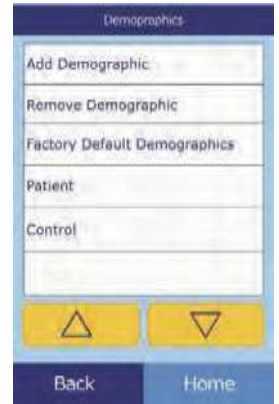 Demographics
Add Demographic
Remove Demographic
Factory Default Demographics
Patient
Control
Back
Home